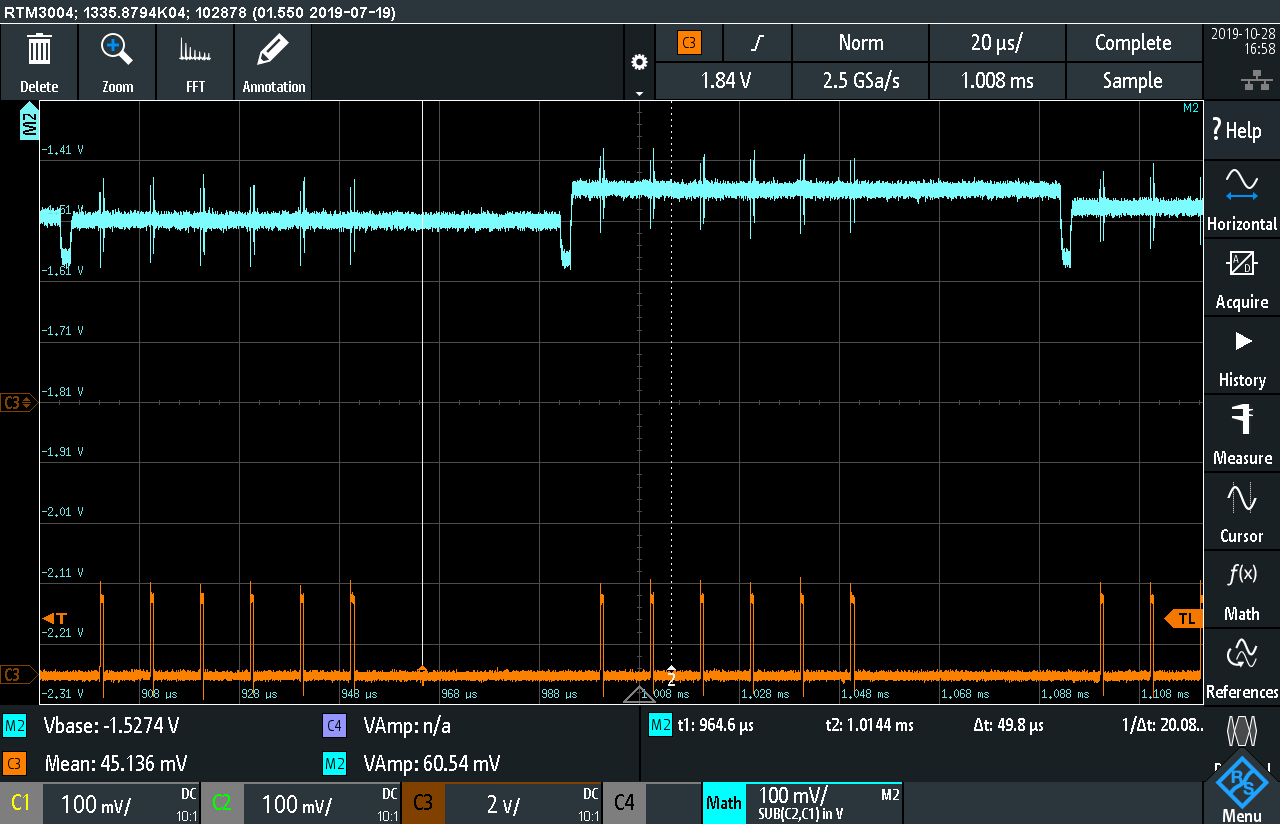 RTM3004; 1335.8794K04; 102878 (01.550 2019-07-19)
Delete
Zoom
FFT
Annotation
C3
Norm
20 µs/
Complete
1.84 V
2.5 GSa/s
1.008 ms
Sample
2019-10-28
16:58
M2
M2
-1.41 V
-1.51 V
-1.61 V
-1.71 V
-1.81 V
-1.91 V
-2.01 V
-2.11 V
-2.21 V
-2.31 V
C3
T
TL
C3
2
908 µs
928 µs
948 µs
968 µs
988 µs
1.008 ms
1.028 ms
1.048 ms
1.068 ms
1.088 ms
1.108 ms
? Help
Horizontal
A
D
Acquire
History
Measure
Cursor
f(x)
Math
References
R&S
Menu
M2 Vbase: -1.5274 V
C4 VAmp: n/a
M2 t1: 964.6 µs t2: 1.0144 ms Δt: 49.8 µs 1/Δt: 20.08..
C3 Mean: 45.136 mV
M2 VAmp: 60.54 mV
C1 100 mV/ DC 10:1
C2 100 mV/ DC 10:1
C3 2 V/ DC 10:1
C4
Math 100 mV/ M2
SUB(C2,C1) in V